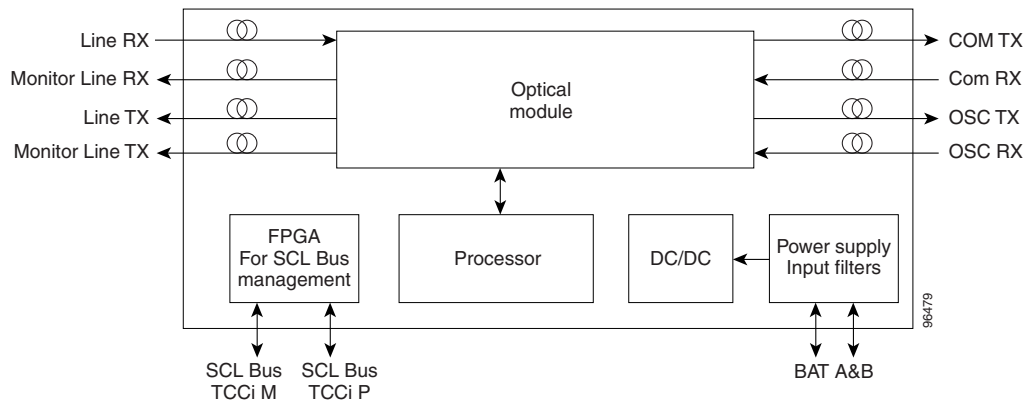 Line RX
COM TX
Monitor Line RX
Com RX
Line TX
OSC TX
Monitor Line TX
OSC RX
Optical
module
FPGA
For SCL Bus
management
Processor
DC/DC
Power supply
Input filters
96479
SCL Bus
TCCi M
SCL Bus
TCCi P
BAT A&B